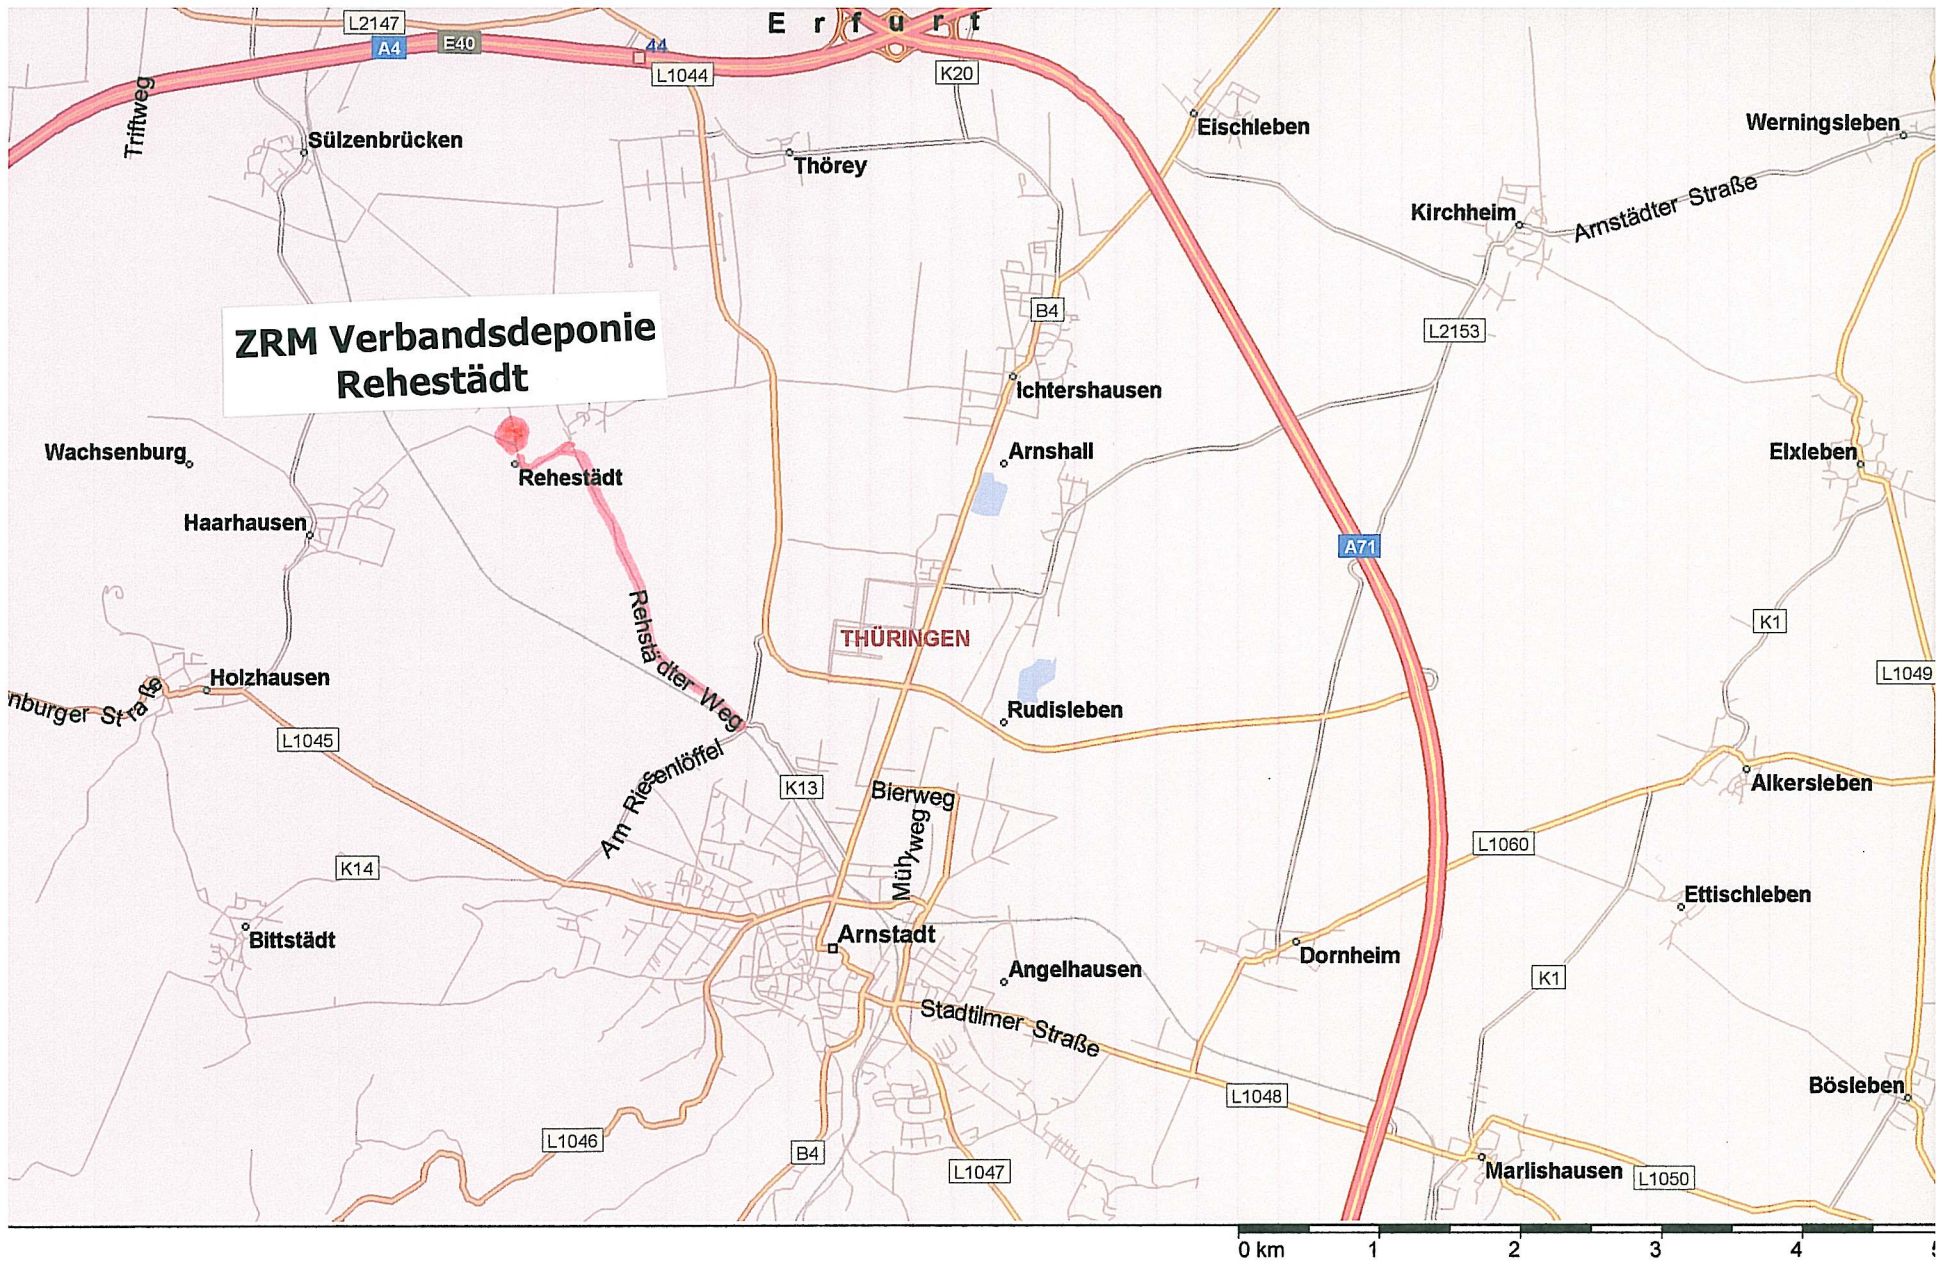 L2147
Erfurt
A4
E40
44
L1044
K20
Triftweg
Sülzenbrücken
Thörey
Eischleben
Werningsleben
Kirchheim
Arnstädter Straße
B4
ZRM Verbandsdeponie
Rehestädt
L2153
Ichtershausen
Wachsenburg
Arnshall
Elxleben
Rehestädt
Haarhausen
A71
Rehstädter Weg
THÜRINGEN
K1
Holzhausen
L1049
nburger Straße
Rudisleben
L1045
Am Riesenlöffel
K13
Bierweg
Alkersleben
Mühlweg
L1060
K14
Ettischleben
Bittstädt
Arnstadt
Dornheim
Angelhausen
K1
Stadtilmer Straße
L1048
Bösleben
L1046
B4
L1047
Marlishausen
L1050
0 km 1 2 3 4